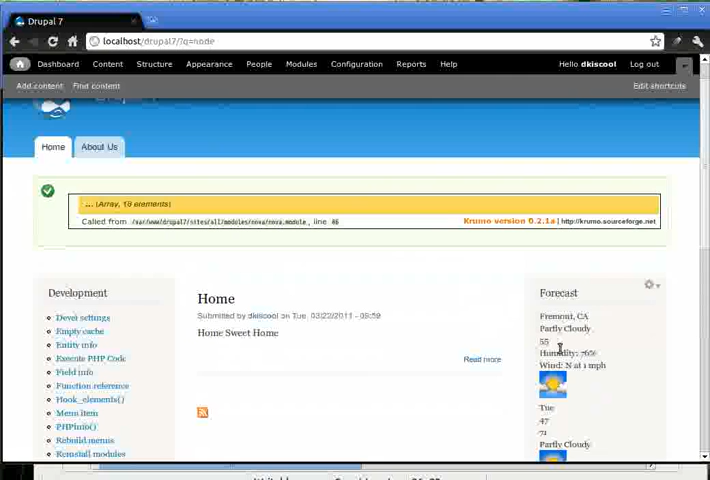 Drupal 7
localhost/drupal7/?q=node
Dashboard Content Structure Appearance People Modules Configuration Reports Help Hello dkiscool Log out
Add content Find content Edit shortcuts
Home About Us
... (Array, 16 elements)
Called from /var/www/drupal7/sites/all/modules/nova/nova.module, line 86
Krumo version 0.2.1a | http://krumo.sourceforge.net
Development
Devel settings
Empty cache
Entity info
Execute PHP Code
Field info
Function reference
Hook_elements()
Menu item
PHPinfo()
Rebuild menus
Reinstall modules
Home
Submitted by dkiscool on Tue, 03/22/2011 - 09:59
Home Sweet Home
Read more
Forecast
Fremont, CA
Partly Cloudy
55
Humidity: 76%
Wind: N at 1 mph
Tue
47
71
Partly Cloudy